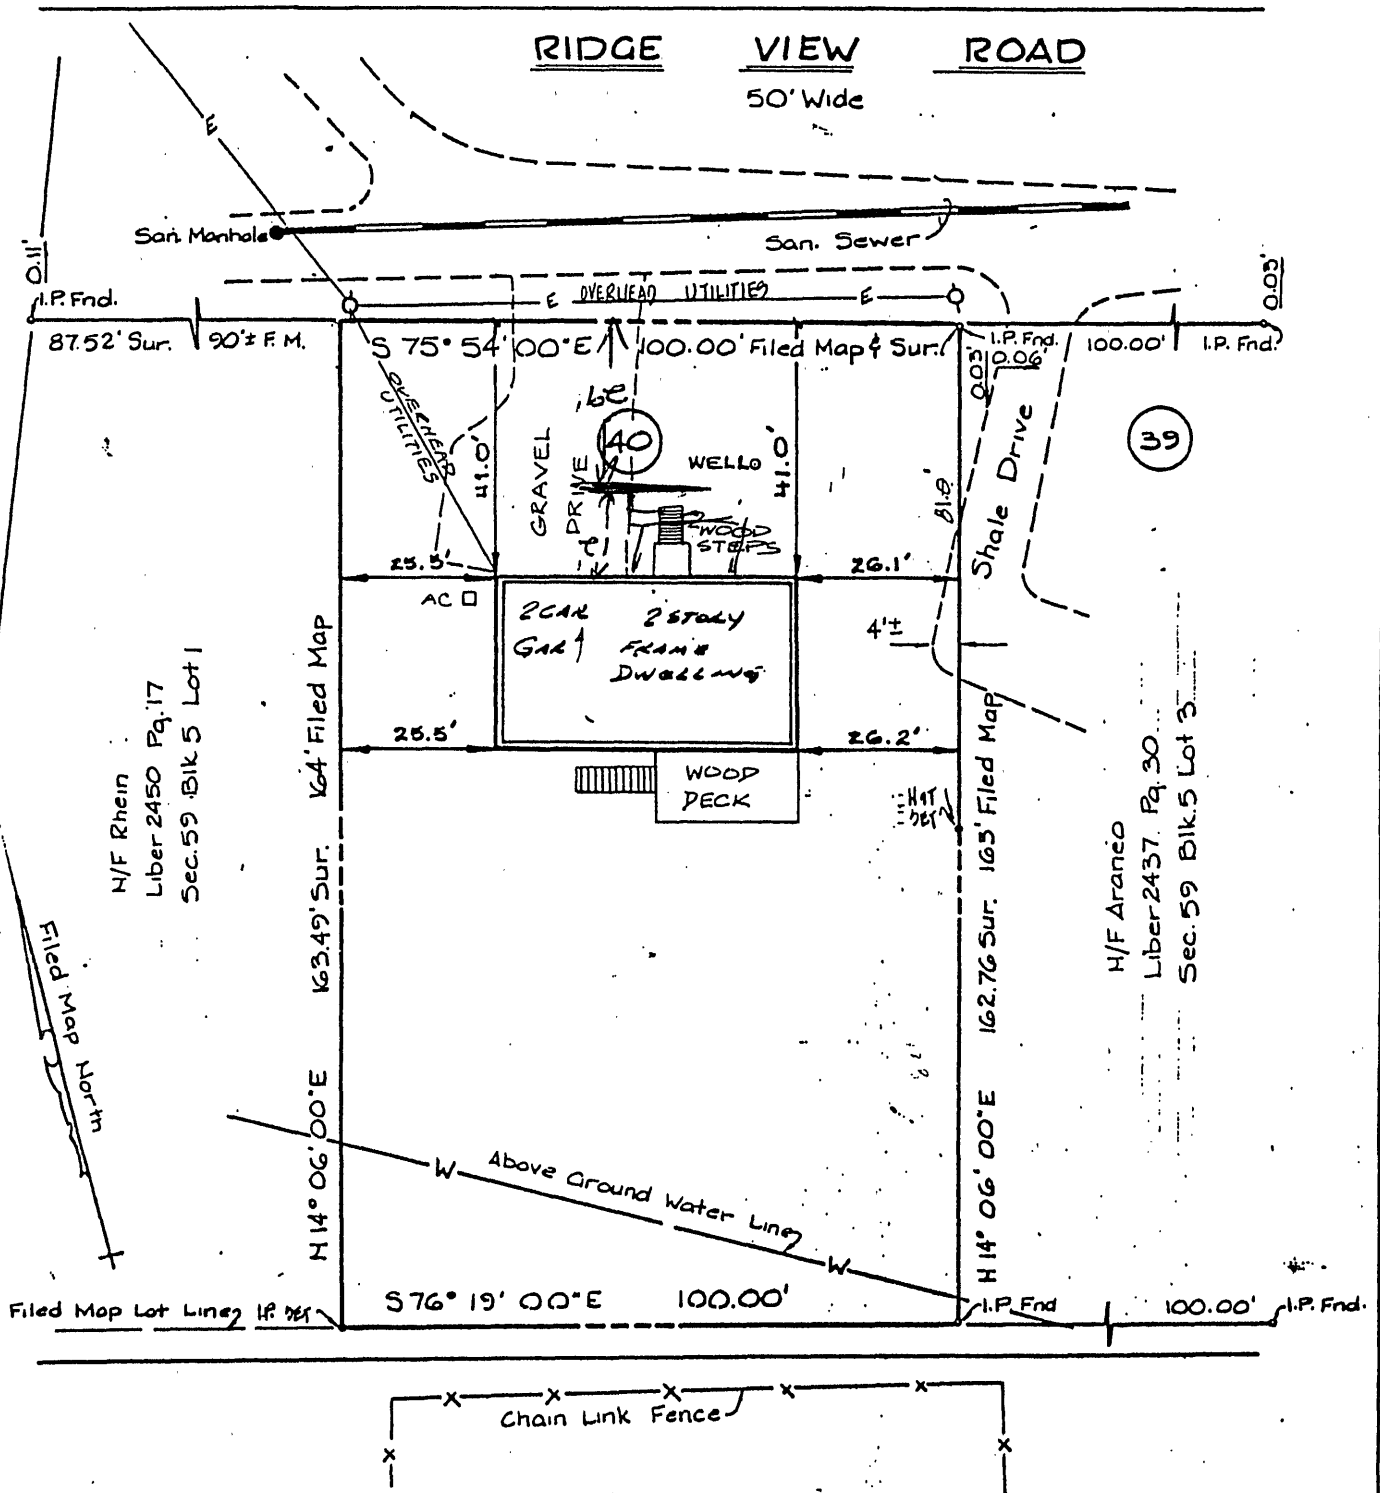 RIDGE VIEW ROAD
50' Wide
E
San. Manhole
San. Sewer
0.11'
I.P. Fnd.
E OVERHEAD UTILITIES E
0.03'
87.52' Sur.
90'± F.M.
S 75° 54' 00"E
100.00' Filed Map & Sur.
I.P. Fnd.
0.06'
0.03'
100.00'
I.P. Fnd.
OVERHEAD
UTILITIES
41.0'
GRAVEL
DRIVE
40
WELL
41.0'
WOOD
STEPS
Shale Drive
39
25.5'
26.1'
AC
2 CAR
GAR
2 STORY
FRAME
DWELLING
4'±
25.5'
26.2'
WOOD
DECK
SET
N/F Rhein
Liber 2450 Pg. 17
Sec. 59 Blk 5 Lot 1
N 14° 06' 00"E 163.49' Sur. 164' Filed Map
N 14° 06' 00"E 162.76 Sur. 163' Filed Map
N/F Araneo
Liber 2437 Pg. 30
Sec. 59 Blk. 5 Lot 3
Filed Map North
W Above Ground Water Line W
Filed Map Lot Line
I.P. SET
S 76° 19' 00"E 100.00'
I.P. Fnd
100.00'
I.P. Fnd.
x x x x x
Chain Link Fence
x x